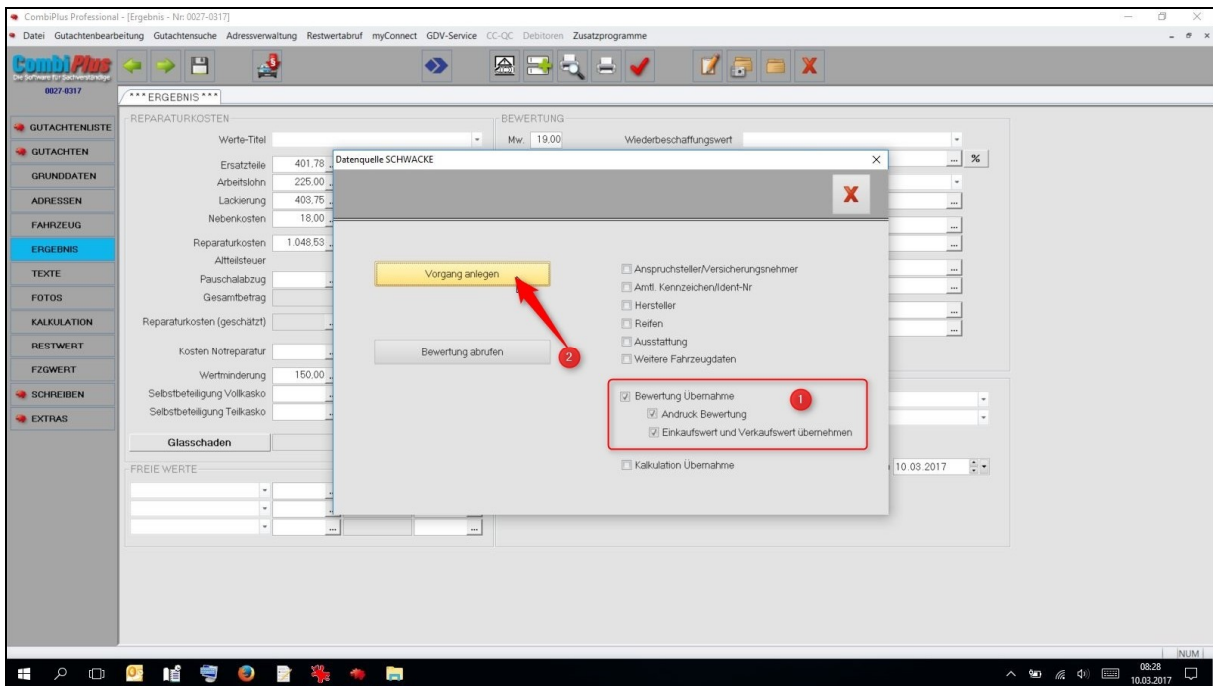 CombiPlus Professional - [Ergebnis - Nr: 0027-0317]
Datei Gutachtenbearbeitung Gutachtensuche Adressverwaltung Restwertabruf myConnect GDV-Service CC-QC Debitoren Zusatzprogramme
CombiPlus
Die Software für Sachverständige
0027-0317
*** ERGEBNIS ***
GUTACHTENLISTE
GUTACHTEN
GRUNDDATEN
ADRESSEN
FAHRZEUG
ERGEBNIS
TEXTE
FOTOS
KALKULATION
RESTWERT
FZGWERT
SCHREIBEN
EXTRAS
REPARATURKOSTEN
Werte-Titel
Ersatzteile 401,78
Arbeitslohn 225,00
Lackierung 403,75
Nebenkosten 18,00
Reparaturkosten 1.048,53
Altteilsteuer
Pauschalabzug
Gesamtbetrag
Reparaturkosten (geschätzt)
Kosten Notreparatur
Wertminderung 150,00
Selbstbeteiligung Vollkasko
Selbstbeteiligung Teilkasko
Glasschaden
FREIE WERTE
BEWERTUNG
Mw. 19,00 Wiederbeschaffungswert
%
Datenquelle SCHWACKE
X
Vorgang anlegen
Bewertung abrufen
2
Anspruchsteller/Versicherungsnehmer
Amtl. Kennzeichen/Ident-Nr
Hersteller
Reifen
Ausstattung
Weitere Fahrzeugdaten
Bewertung Übernahme
1
Andruck Bewertung
Einkaufswert und Verkaufswert übernehmen
Kalkulation Übernahme
10.03.2017
NUM
08:28
10.03.2017